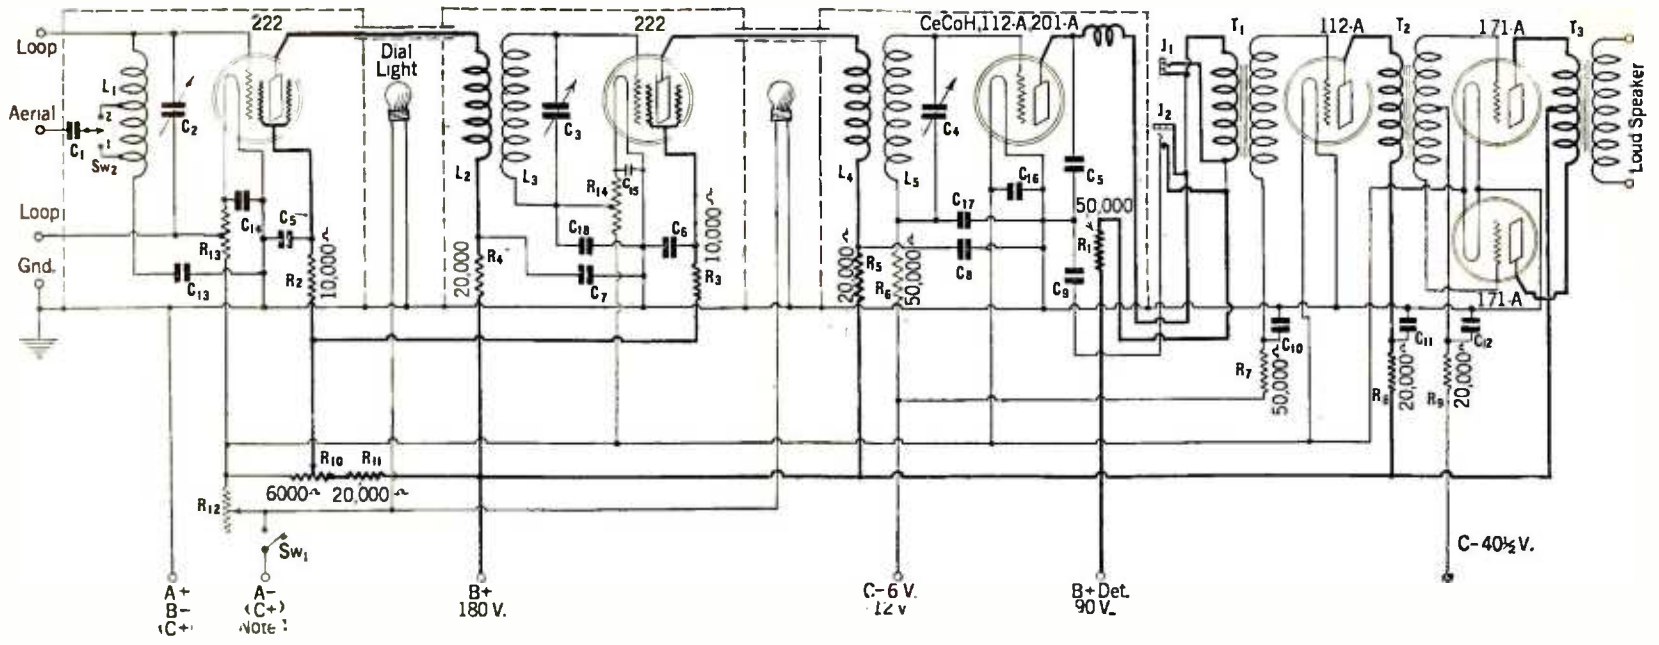 222
222
CeCoH, 112-A, 201-A
T1
112-A
T2
171-A
T3
Loop
Dial
Light
J1
L1
C2
C3
C4
Aerial
2
C1
1
Sw2
J2
Loud Speaker
L2
L3
R14
C15
L4
L5
C16
C5
50,000
Loop
C14
C5
C17
R13
C18
C6
10,000
R1
Gnd.
C13
R2
10,000
20,000
R4
C7
R3
20,000
R5
R6
50,000
C8
C9
171-A
C10
C11
C12
R7
50,000
R8
20,000
R9
20,000
R10
R11
6000
20,000
R12
Sw1
C-40½ V.
A+
B-
(C+)
A-
(C+)
Note 1
B+
180 V.
C-6 V.
12 V
B+ Det.
90 V.